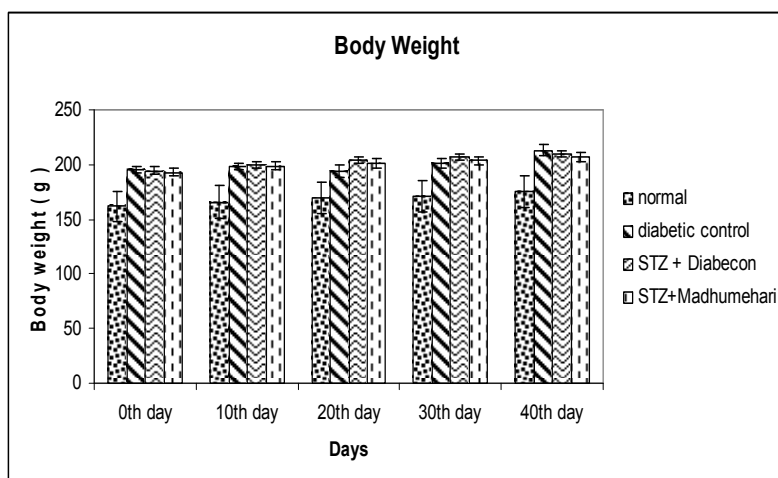 Body Weight
Body weight ( g )
250
200
150
100
50
0
0th day 10th day 20th day 30th day 40th day
Days
normal
diabetic control
STZ + Diabecon
STZ+Madhumehari